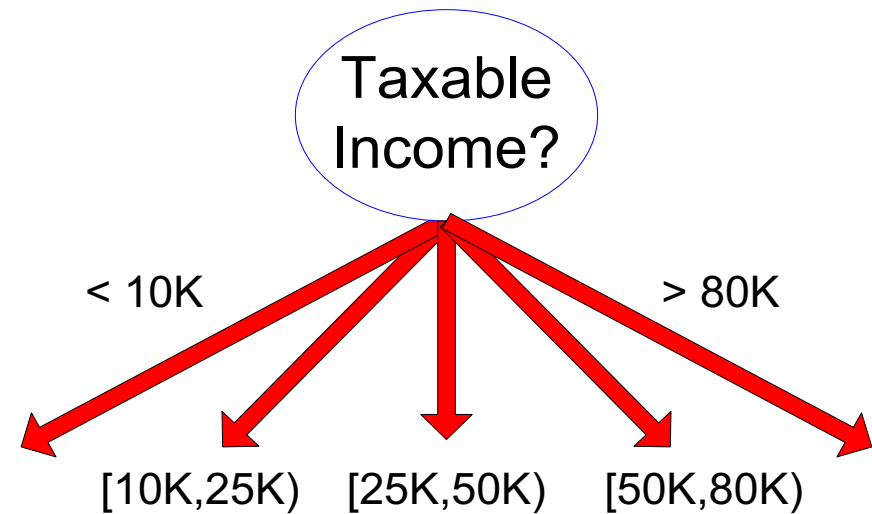 Taxable
Income?
< 10K
> 80K
[10K,25K)
[25K,50K)
[50K,80K)